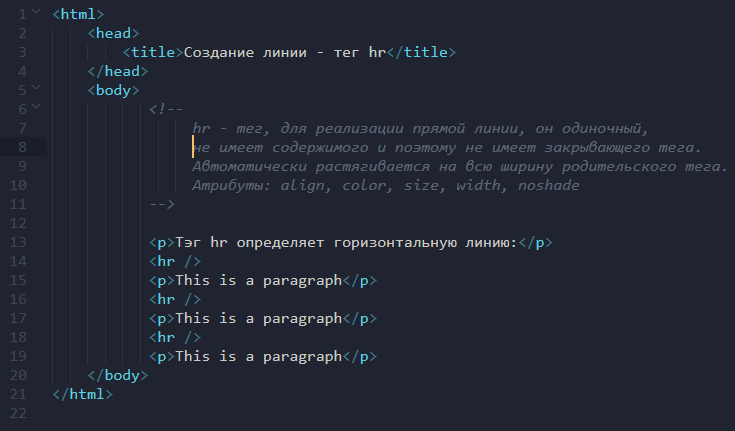 1 <html>
2 <head>
3 <title>Создание линии - тег hr</title>
4 </head>
5 <body>
6 <!--
7 hr - тег, для реализации прямой линии, он одиночный,
8 не имеет содержимого и поэтому не имеет закрывающего тега.
9 Автоматически растягивается на всю ширину родительского тега.
10 Атрибуты: align, color, size, width, noshade
11 -->
12
13 <p>Тэг hr определяет горизонтальную линию:</p>
14 <hr />
15 <p>This is a paragraph</p>
16 <hr />
17 <p>This is a paragraph</p>
18 <hr />
19 <p>This is a paragraph</p>
20 </body>
21 </html>
22